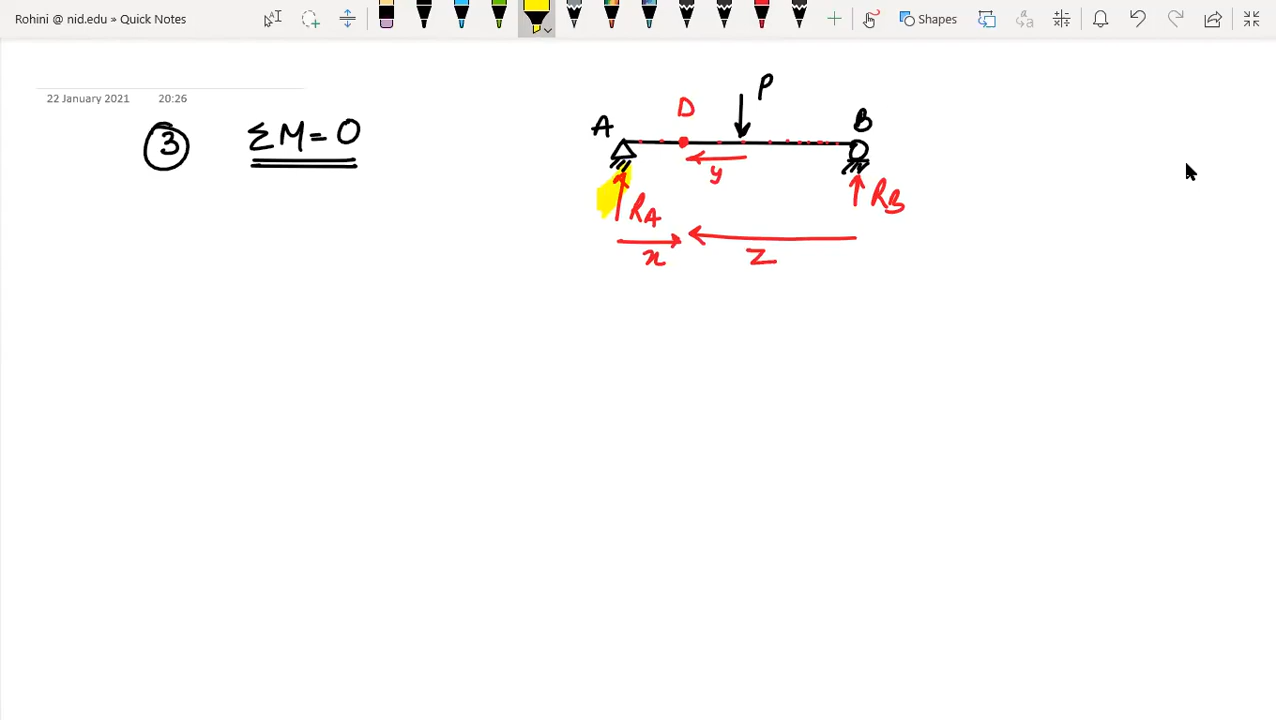 Rohini @ nid.edu » Quick Notes
Shapes
22 January 2021 20:26
③ ΣM = 0
P
D
A
B
y
RA
RB
x
z